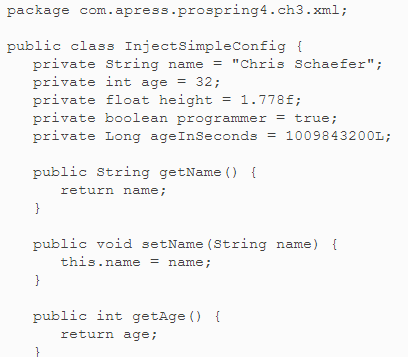 package com.apress.prospring4.ch3.xml;
public class InjectSimpleConfig {
private String name = "Chris Schaefer";
private int age = 32;
private float height = 1.778f;
private boolean programmer = true;
private Long ageInSeconds = 1009843200L;
public String getName() {
return name;
}
public void setName(String name) {
this.name = name;
}
public int getAge() {
return age;
}